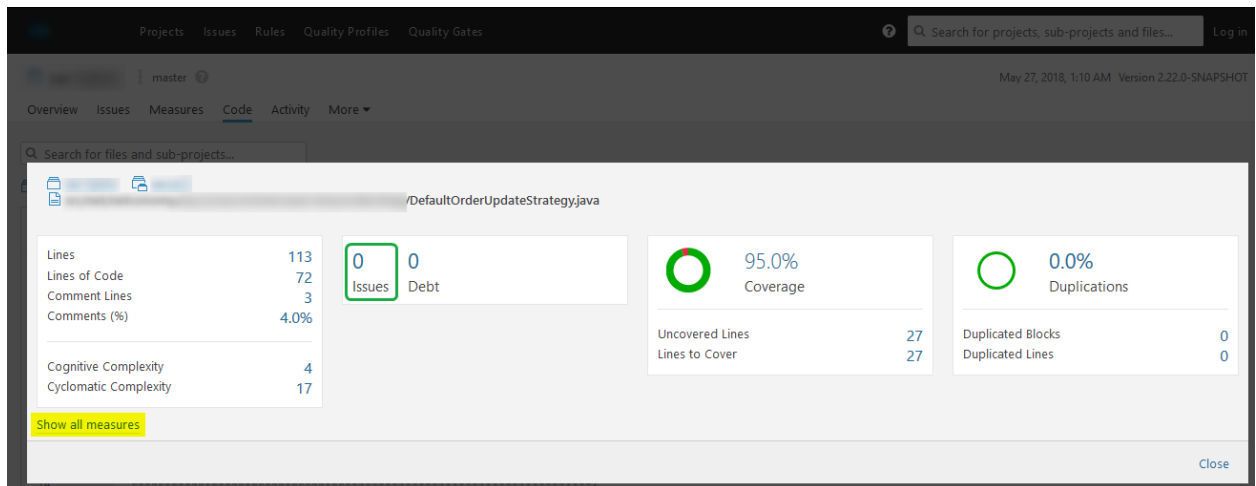 Projects Issues Rules Quality Profiles Quality Gates
Search for projects, sub-projects and files... Log in
master
May 27, 2018, 1:10 AM Version 2.22.0-SNAPSHOT
Overview Issues Measures Code Activity More
Search for files and sub-projects...
/DefaultOrderUpdateStrategy.java
Lines 113
Lines of Code 72
Comment Lines 3
Comments (%) 4.0%
Cognitive Complexity 4
Cyclomatic Complexity 17
0 0
Issues Debt
95.0%
Coverage
Uncovered Lines 27
Lines to Cover 27
0.0%
Duplications
Duplicated Blocks 0
Duplicated Lines 0
Show all measures
Close